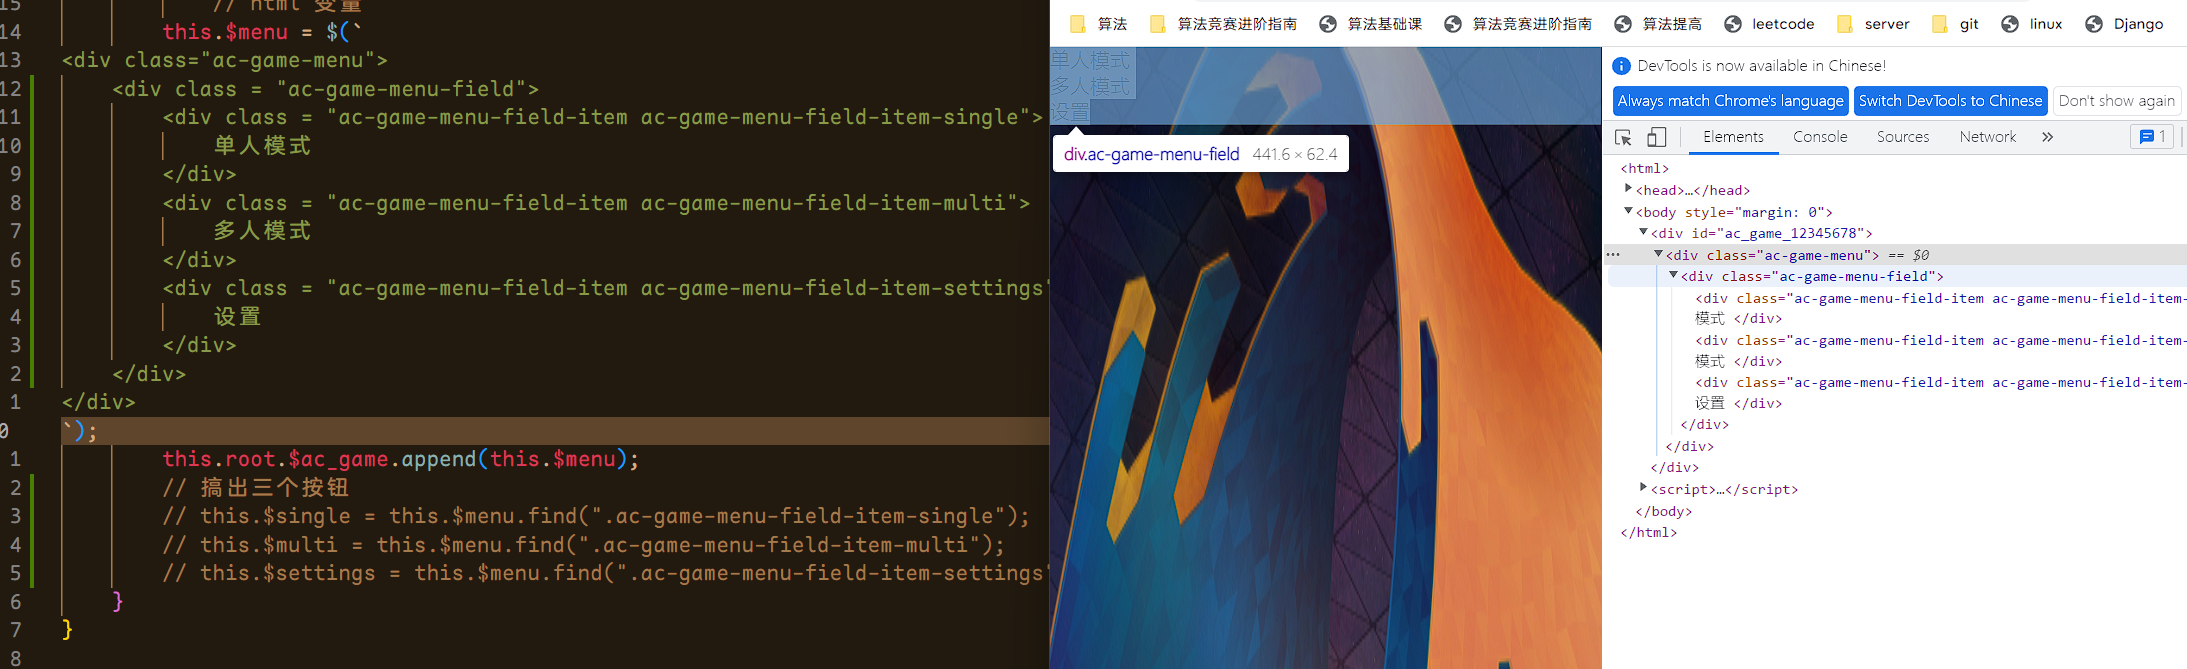 15 // html 变量
14 this.$menu = $(`
13 <div class="ac-game-menu">
12 <div class = "ac-game-menu-field">
11 <div class = "ac-game-menu-field-item ac-game-menu-field-item-single">
10 单人模式
9 </div>
8 <div class = "ac-game-menu-field-item ac-game-menu-field-item-multi">
7 多人模式
6 </div>
5 <div class = "ac-game-menu-field-item ac-game-menu-field-item-settings"
4 设置
3 </div>
2 </div>
1 </div>
0 `);
1 this.root.$ac_game.append(this.$menu);
2 // 搞出三个按钮
3 // this.$single = this.$menu.find(".ac-game-menu-field-item-single");
4 // this.$multi = this.$menu.find(".ac-game-menu-field-item-multi");
5 // this.$settings = this.$menu.find(".ac-game-menu-field-item-settings"
6 }
7 }
8
算法 算法竞赛进阶指南 算法基础课 算法竞赛进阶指南 算法提高 leetcode server git linux Django
单人模式
多人模式
设置
div.ac-game-menu-field 441.6 × 62.4
DevTools is now available in Chinese!
Always match Chrome's language Switch DevTools to Chinese Don't show again
Elements Console Sources Network » 1
<html>
<head>…</head>
<body style="margin: 0">
<div id="ac_game_12345678">
<div class="ac-game-menu"> == $0
<div class="ac-game-menu-field">
<div class="ac-game-menu-field-item ac-game-menu-field-item-
模式 </div>
<div class="ac-game-menu-field-item ac-game-menu-field-item-
模式 </div>
<div class="ac-game-menu-field-item ac-game-menu-field-item-
设置 </div>
</div>
</div>
</div>
<script>…</script>
</body>
</html>